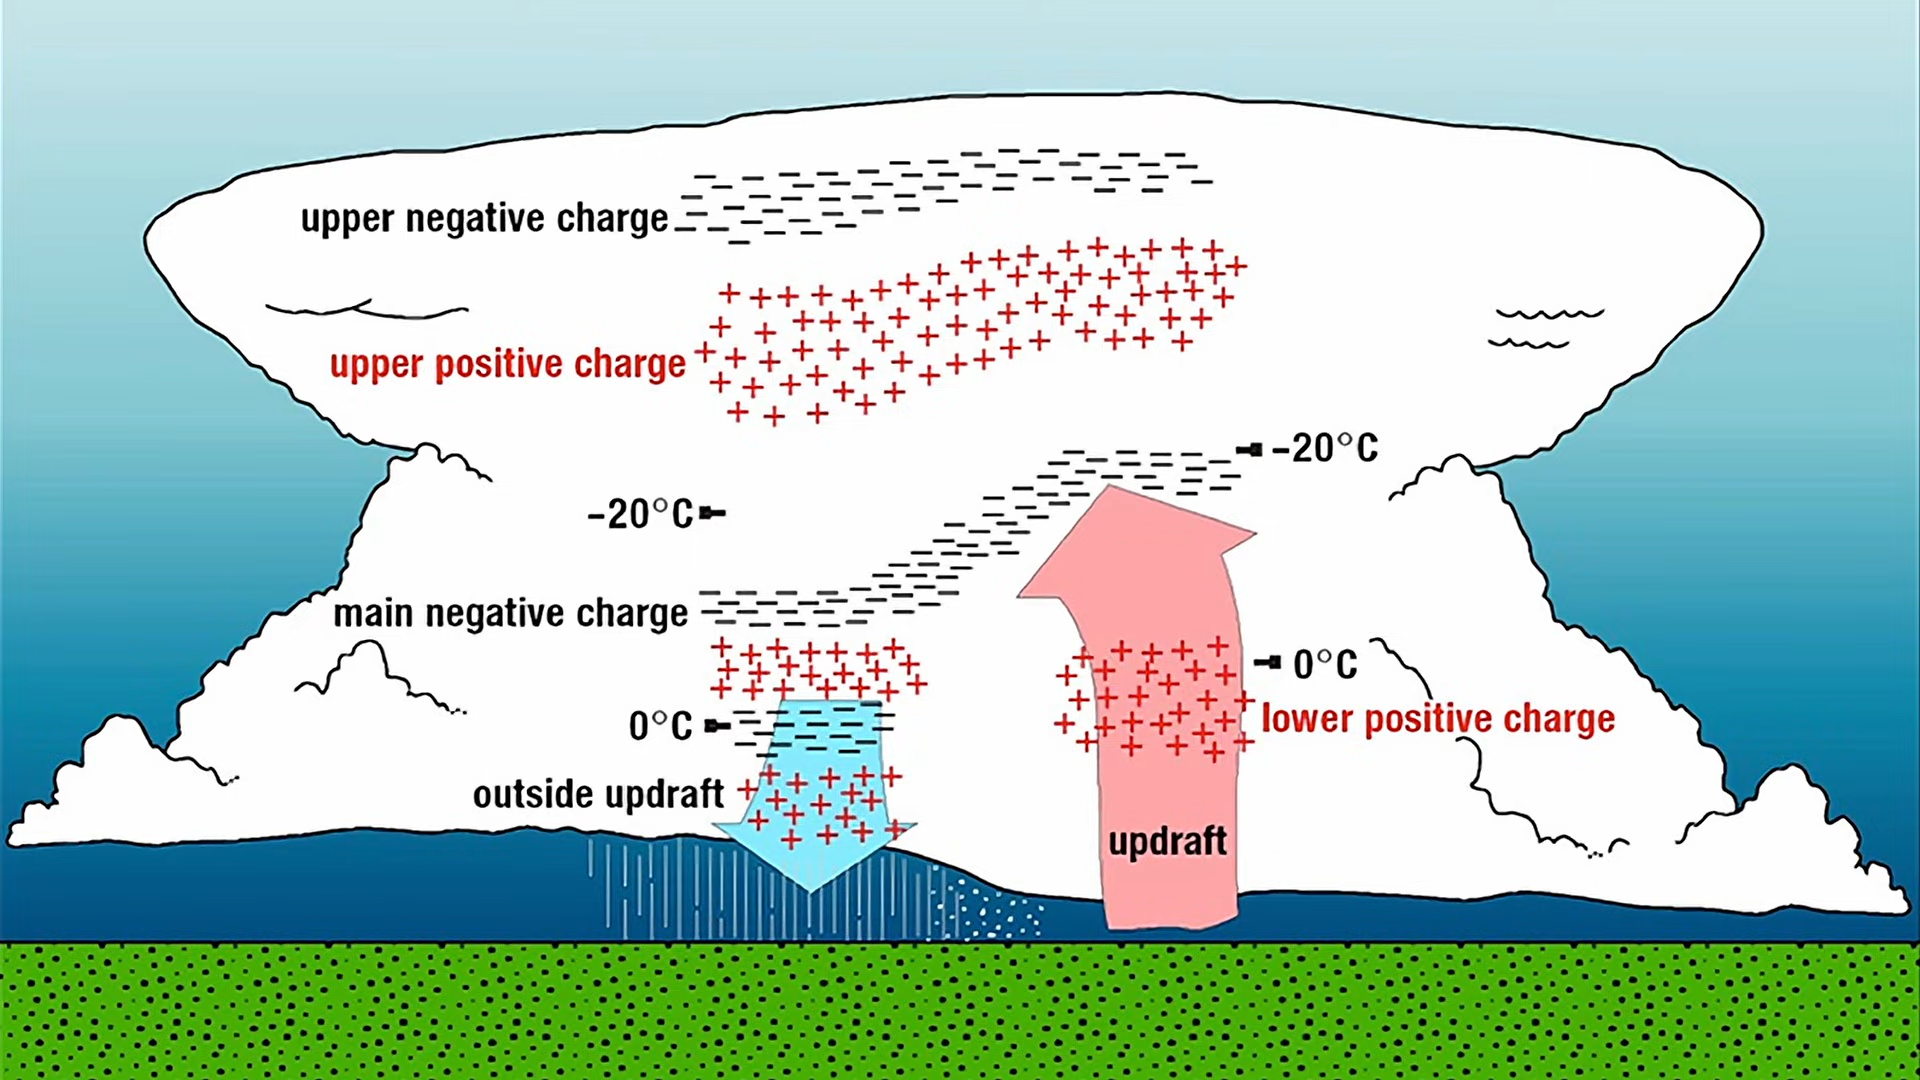 upper negative charge
upper positive charge
–20°C
–20°C
main negative charge
0°C
lower positive charge
0°C
outside updraft
updraft